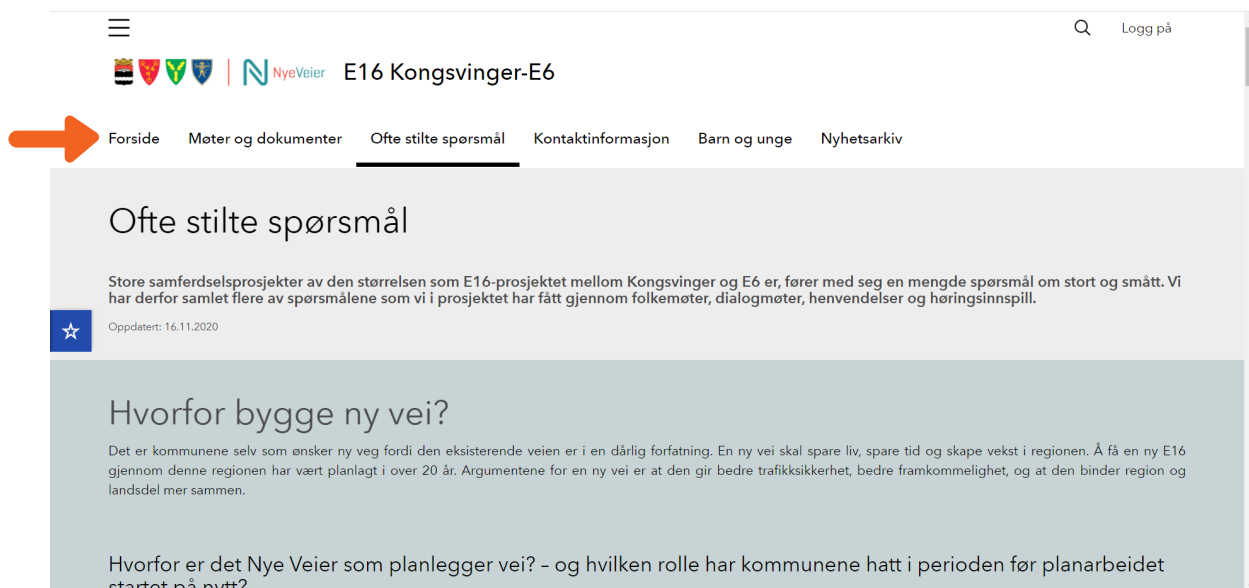 Logg på
NyeVeier E16 Kongsvinger-E6
Forside Møter og dokumenter Ofte stilte spørsmål Kontaktinformasjon Barn og unge Nyhetsarkiv
Ofte stilte spørsmål
Store samferdselsprosjekter av den størrelsen som E16-prosjektet mellom Kongsvinger og E6 er, fører med seg en mengde spørsmål om stort og smått. Vi
har derfor samlet flere av spørsmålene som vi i prosjektet har fått gjennom folkemøter, dialogmøter, henvendelser og høringsinnspill.
Oppdatert: 16.11.2020
Hvorfor bygge ny vei?
Det er kommunene selv som ønsker ny veg fordi den eksisterende veien er i en dårlig forfatning. En ny vei skal spare liv, spare tid og skape vekst i regionen. Å få en ny E16
gjennom denne regionen har vært planlagt i over 20 år. Argumentene for en ny vei er at den gir bedre trafikksikkerhet, bedre framkommelighet, og at den binder region og
landsdel mer sammen.
Hvorfor er det Nye Veier som planlegger vei? – og hvilken rolle har kommunene hatt i perioden før planarbeidet
startet på nytt?